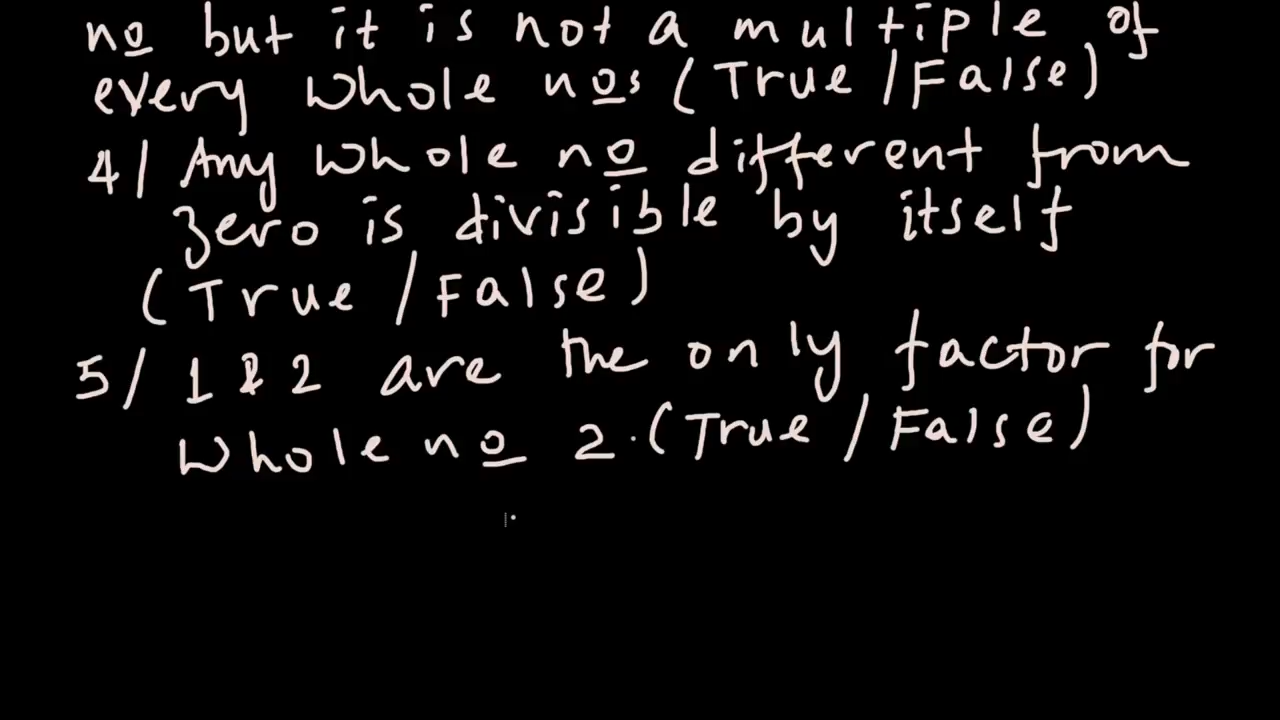 no but it is not a multiple of
every whole nos (True / False)
4/ Any whole no different from
zero is divisible by itself
(True / False)
5/ 1 & 2 are the only factor for
whole no 2. (True / False)